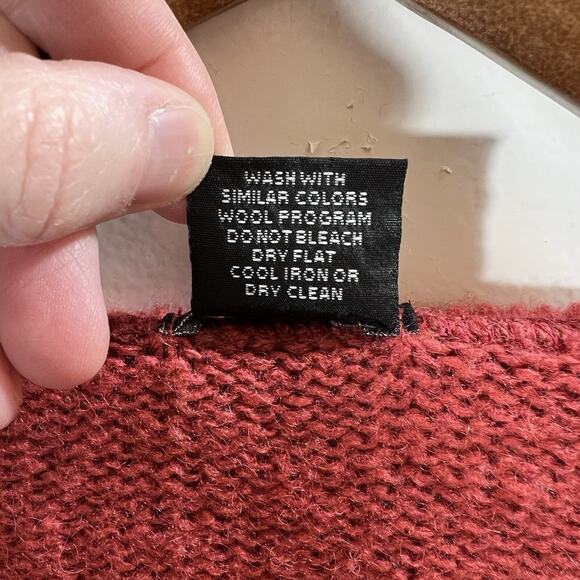 WASH WITH
SIMILAR COLORS
WOOL PROGRAM
DO NOT BLEACH
DRY FLAT
COOL IRON OR
DRY CLEAN